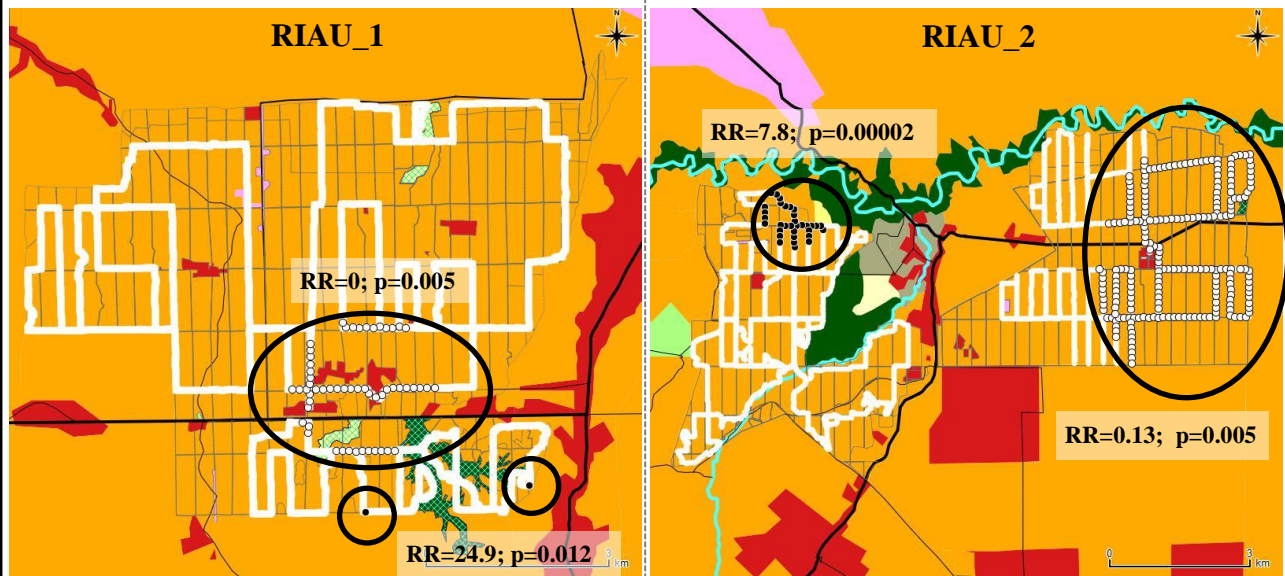 RIAU_1
N
RR=0; p=0.005
RR=24.9; p=0.012
3
km
RIAU_2
N
RR=7.8; p=0.00002
RR=0.13; p=0.005
0
3
km